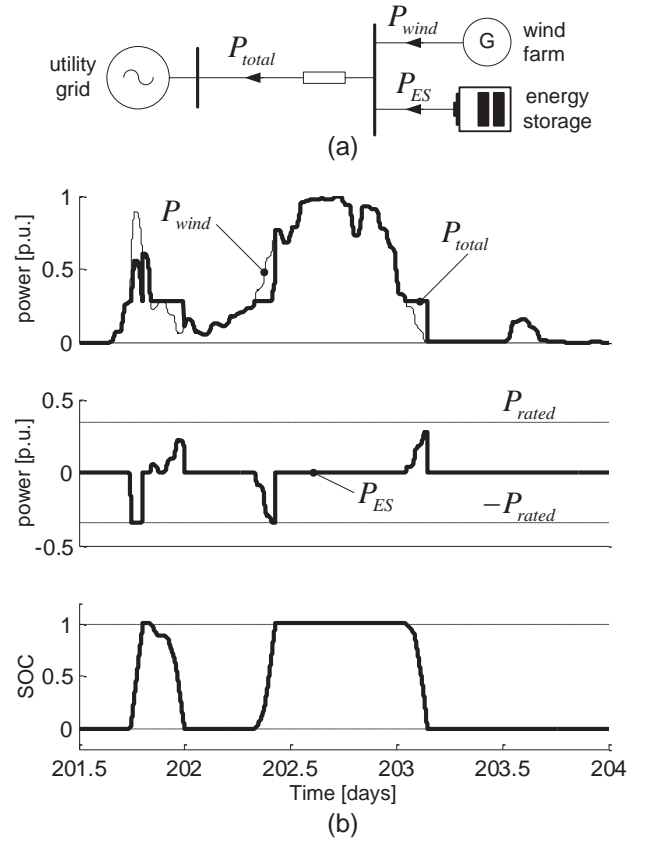 P_wind
G
wind
farm
utility
grid
P_total
P_ES
energy
storage
(a)
power [p.u.]
1
0.5
0
P_wind
P_total
power [p.u.]
0.5
0
-0.5
P_rated
P_ES
−P_rated
SOC
1
0.5
0
201.5 202 202.5 203 203.5 204
Time [days]
(b)